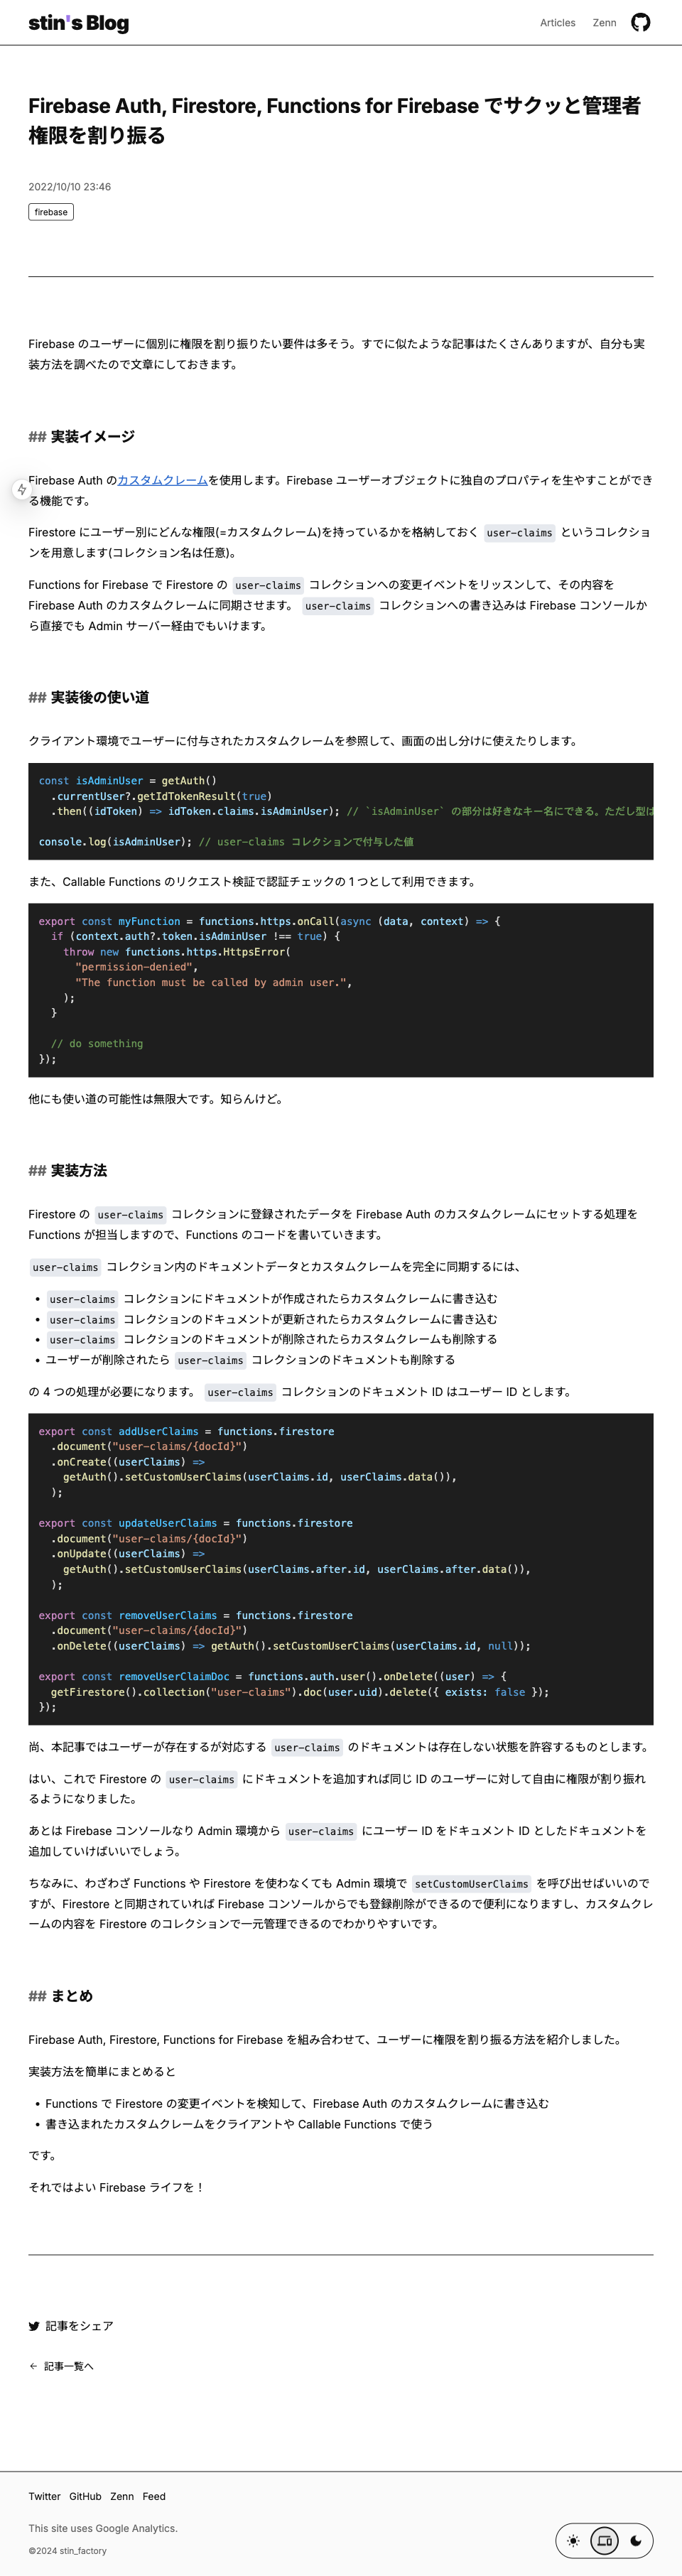 stin's Blog
Articles Zenn
Firebase Auth, Firestore, Functions for Firebase でサクッと管理者
権限を割り振る
2022/10/10 23:46
firebase
Firebase のユーザーに個別に権限を割り振りたい要件は多そう。すでに似たような記事はたくさんありますが、自分も実
装方法を調べたので文章にしておきます。
## 実装イメージ
Firebase Auth のカスタムクレームを使用します。Firebase ユーザーオブジェクトに独自のプロパティを生やすことができ
る機能です。
Firestore にユーザー別にどんな権限(=カスタムクレーム)を持っているかを格納しておく user-claims というコレクショ
ンを用意します(コレクション名は任意)。
Functions for Firebase で Firestore の user-claims コレクションへの変更イベントをリッスンして、その内容を
Firebase Auth のカスタムクレームに同期させます。 user-claims コレクションへの書き込みは Firebase コンソールか
ら直接でも Admin サーバー経由でもいけます。
## 実装後の使い道
クライアント環境でユーザーに付与されたカスタムクレームを参照して、画面の出し分けに使えたりします。
const isAdminUser = getAuth()
  .currentUser?.getIdTokenResult(true)
  .then((idToken) => idToken.claims.isAdminUser); // `isAdminUser` の部分は好きなキー名にできる。ただし型は
console.log(isAdminUser); // user-claims コレクションで付与した値
また、Callable Functions のリクエスト検証で認証チェックの 1 つとして利用できます。
export const myFunction = functions.https.onCall(async (data, context) => {
  if (context.auth?.token.isAdminUser !== true) {
    throw new functions.https.HttpsError(
      "permission-denied",
      "The function must be called by admin user.",
    );
  }
  // do something
});
他にも使い道の可能性は無限大です。知らんけど。
## 実装方法
Firestore の user-claims コレクションに登録されたデータを Firebase Auth のカスタムクレームにセットする処理を
Functions が担当しますので、Functions のコードを書いていきます。
user-claims コレクション内のドキュメントデータとカスタムクレームを完全に同期するには、
• user-claims コレクションにドキュメントが作成されたらカスタムクレームに書き込む
• user-claims コレクションのドキュメントが更新されたらカスタムクレームに書き込む
• user-claims コレクションのドキュメントが削除されたらカスタムクレームも削除する
• ユーザーが削除されたら user-claims コレクションのドキュメントも削除する
の 4 つの処理が必要になります。 user-claims コレクションのドキュメント ID はユーザー ID とします。
export const addUserClaims = functions.firestore
  .document("user-claims/{docId}")
  .onCreate((userClaims) =>
    getAuth().setCustomUserClaims(userClaims.id, userClaims.data()),
  );
export const updateUserClaims = functions.firestore
  .document("user-claims/{docId}")
  .onUpdate((userClaims) =>
    getAuth().setCustomUserClaims(userClaims.after.id, userClaims.after.data()),
  );
export const removeUserClaims = functions.firestore
  .document("user-claims/{docId}")
  .onDelete((userClaims) => getAuth().setCustomUserClaims(userClaims.id, null));
export const removeUserClaimDoc = functions.auth.user().onDelete((user) => {
  getFirestore().collection("user-claims").doc(user.uid).delete({ exists: false });
});
尚、本記事ではユーザーが存在するが対応する user-claims のドキュメントは存在しない状態を許容するものとします。
はい、これで Firestore の user-claims にドキュメントを追加すれば同じ ID のユーザーに対して自由に権限が割り振れ
るようになりました。
あとは Firebase コンソールなり Admin 環境から user-claims にユーザー ID をドキュメント ID としたドキュメントを
追加していけばいいでしょう。
ちなみに、わざわざ Functions や Firestore を使わなくても Admin 環境で setCustomUserClaims を呼び出せばいいので
すが、Firestore と同期されていれば Firebase コンソールからでも登録削除ができるので便利になりますし、カスタムクレ
ームの内容を Firestore のコレクションで一元管理できるのでわかりやすいです。
## まとめ
Firebase Auth, Firestore, Functions for Firebase を組み合わせて、ユーザーに権限を割り振る方法を紹介しました。
実装方法を簡単にまとめると
• Functions で Firestore の変更イベントを検知して、Firebase Auth のカスタムクレームに書き込む
• 書き込まれたカスタムクレームをクライアントや Callable Functions で使う
です。
それではよい Firebase ライフを！
記事をシェア
← 記事一覧へ
Twitter GitHub Zenn Feed
This site uses Google Analytics.
©2024 stin_factory